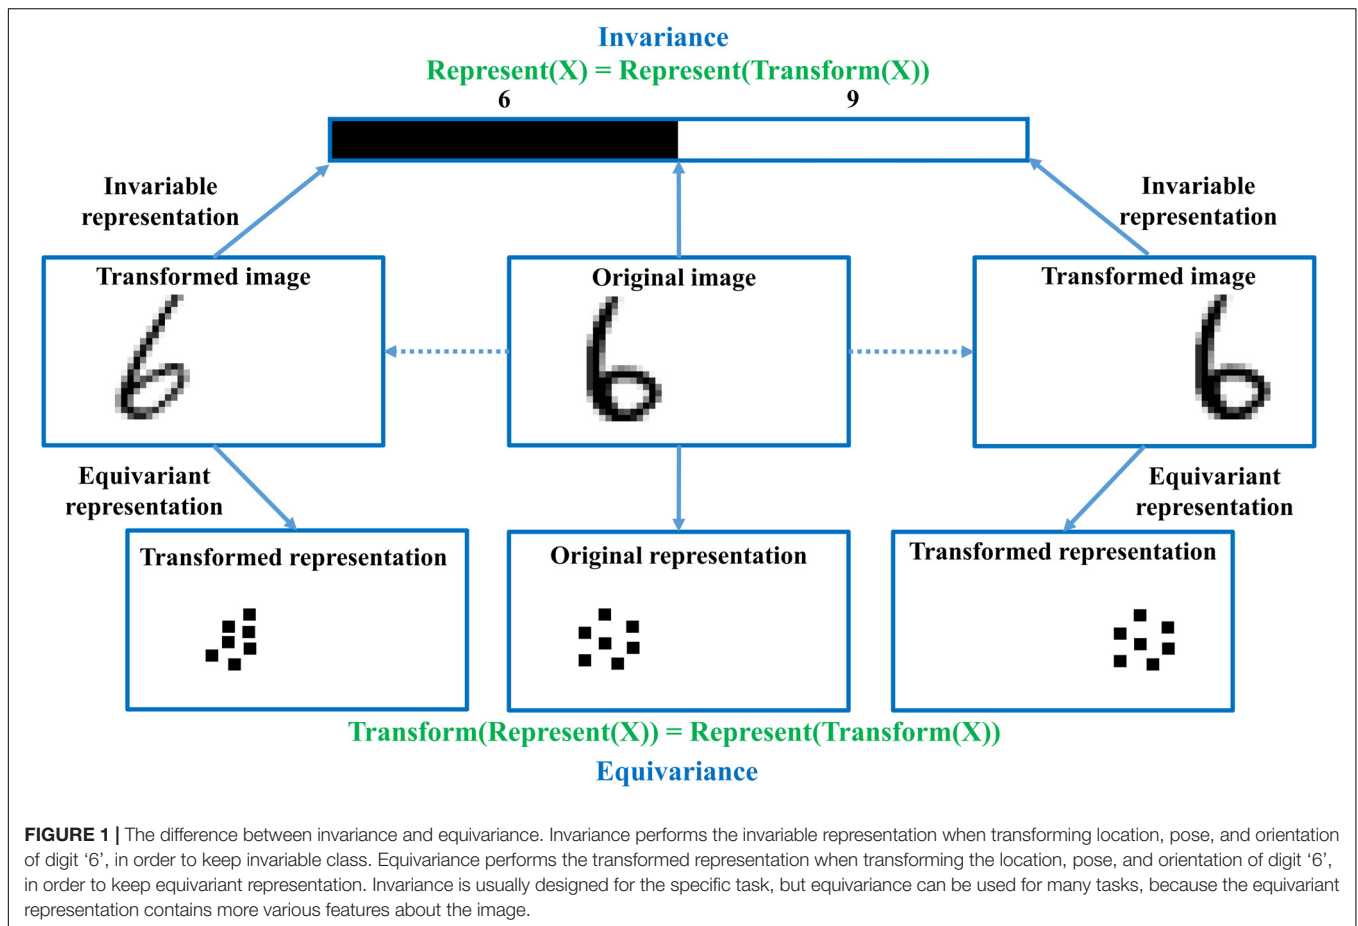 Invariance
Represent(X) = Represent(Transform(X))
6 9
Invariable
representation
Invariable
representation
Transformed image
Original image
Transformed image
Equivariant
representation
Equivariant
representation
Transformed representation
Original representation
Transformed representation
Transform(Represent(X)) = Represent(Transform(X))
Equivariance
FIGURE 1 | The difference between invariance and equivariance. Invariance performs the invariable representation when transforming location, pose, and orientation
of digit ‘6’, in order to keep invariable class. Equivariance performs the transformed representation when transforming the location, pose, and orientation of digit ‘6’,
in order to keep equivariant representation. Invariance is usually designed for the specific task, but equivariance can be used for many tasks, because the equivariant
representation contains more various features about the image.